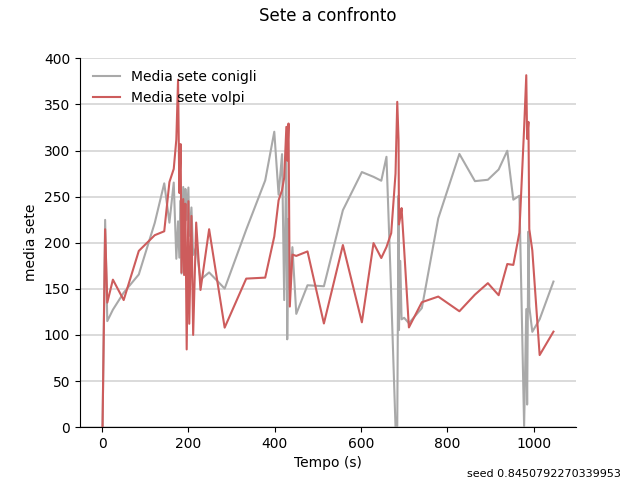 Sete a confronto
400
350
300
250
200
150
100
50
0
media sete
Media sete conigli
Media sete volpi
0 200 400 600 800 1000
Tempo (s)
seed 0.8450792270339953